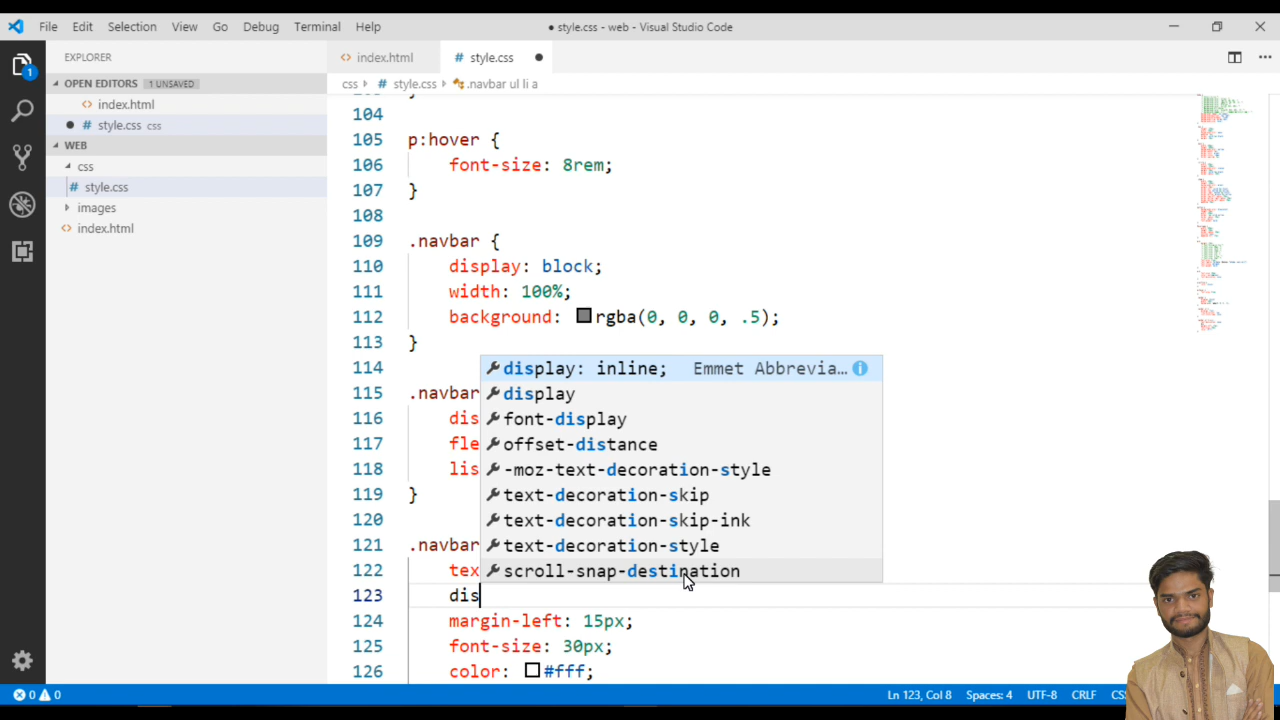 File Edit Selection View Go Debug Terminal Help
● style.css - web - Visual Studio Code
EXPLORER
OPEN EDITORS 1 UNSAVED
<> index.html
# style.css css
WEB
css
# style.css
images
<> index.html
1
<> index.html
# style.css
css # style.css .navbar ul li a
104
105 p:hover {
106 font-size: 8rem;
107 }
108
109 .navbar {
110 display: block;
111 width: 100%;
112 background: rgba(0, 0, 0, .5);
113 }
114
115 .navbar
116 dis
117 fle
118 lis
119 }
120
121 .navbar
122 tex
123 dis
124 margin-left: 15px;
125 font-size: 30px;
126 color: #fff;
display: inline; Emmet Abbrevia…
display
font-display
offset-distance
-moz-text-decoration-style
text-decoration-skip
text-decoration-skip-ink
text-decoration-style
scroll-snap-destination
0 0
Ln 123, Col 8 Spaces: 4 UTF-8 CRLF CSS